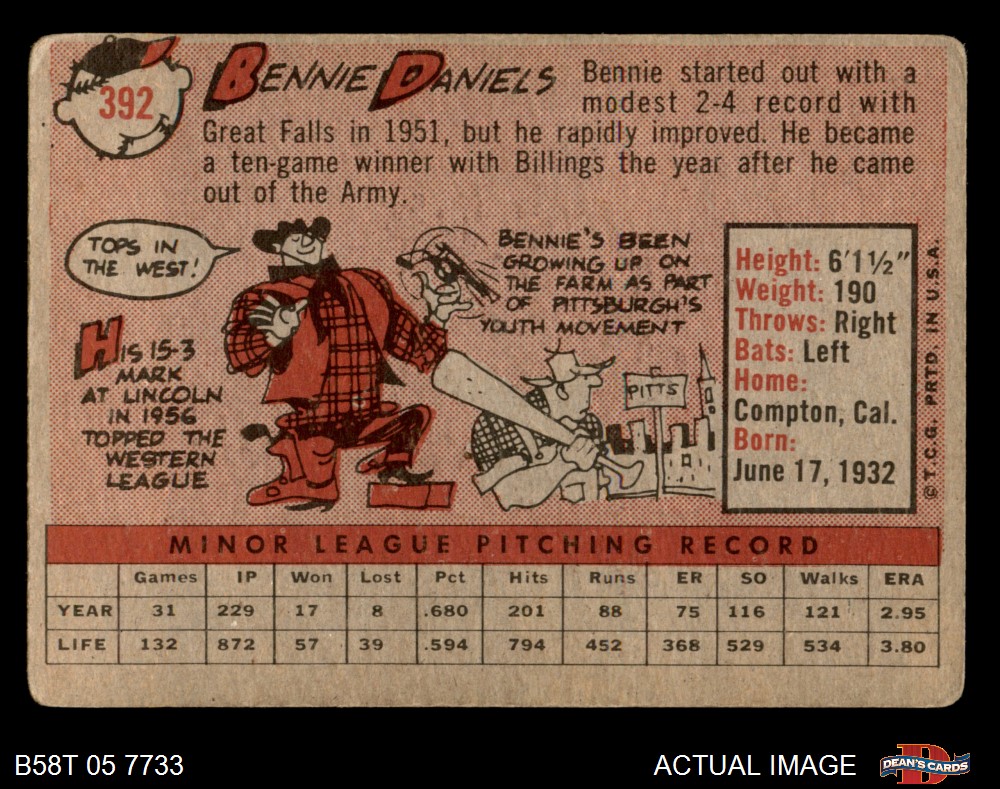 392
BENNIE DANIELS
Bennie started out with a
modest 2-4 record with
Great Falls in 1951, but he rapidly improved. He became
a ten-game winner with Billings the year after he came
out of the Army.
TOPS IN
THE WEST!
HIS 15-3
MARK
AT LINCOLN
IN 1956
TOPPED THE
WESTERN
LEAGUE
BENNIE'S BEEN
GROWING UP ON
THE FARM AS PART
OF PITTSBURGH'S
YOUTH MOVEMENT
PITTS
Height: 6'1½"
Weight: 190
Throws: Right
Bats: Left
Home:
Compton, Cal.
Born:
June 17, 1932
© T.C.G. PRTD. IN U.S.A.
MINOR LEAGUE PITCHING RECORD
Games IP Won Lost Pct Hits Runs ER SO Walks ERA
YEAR 31 229 17 8 .680 201 88 75 116 121 2.95
LIFE 132 872 57 39 .594 794 452 368 529 534 3.80
B58T 05 7733
ACTUAL IMAGE
DEAN'S CARDS